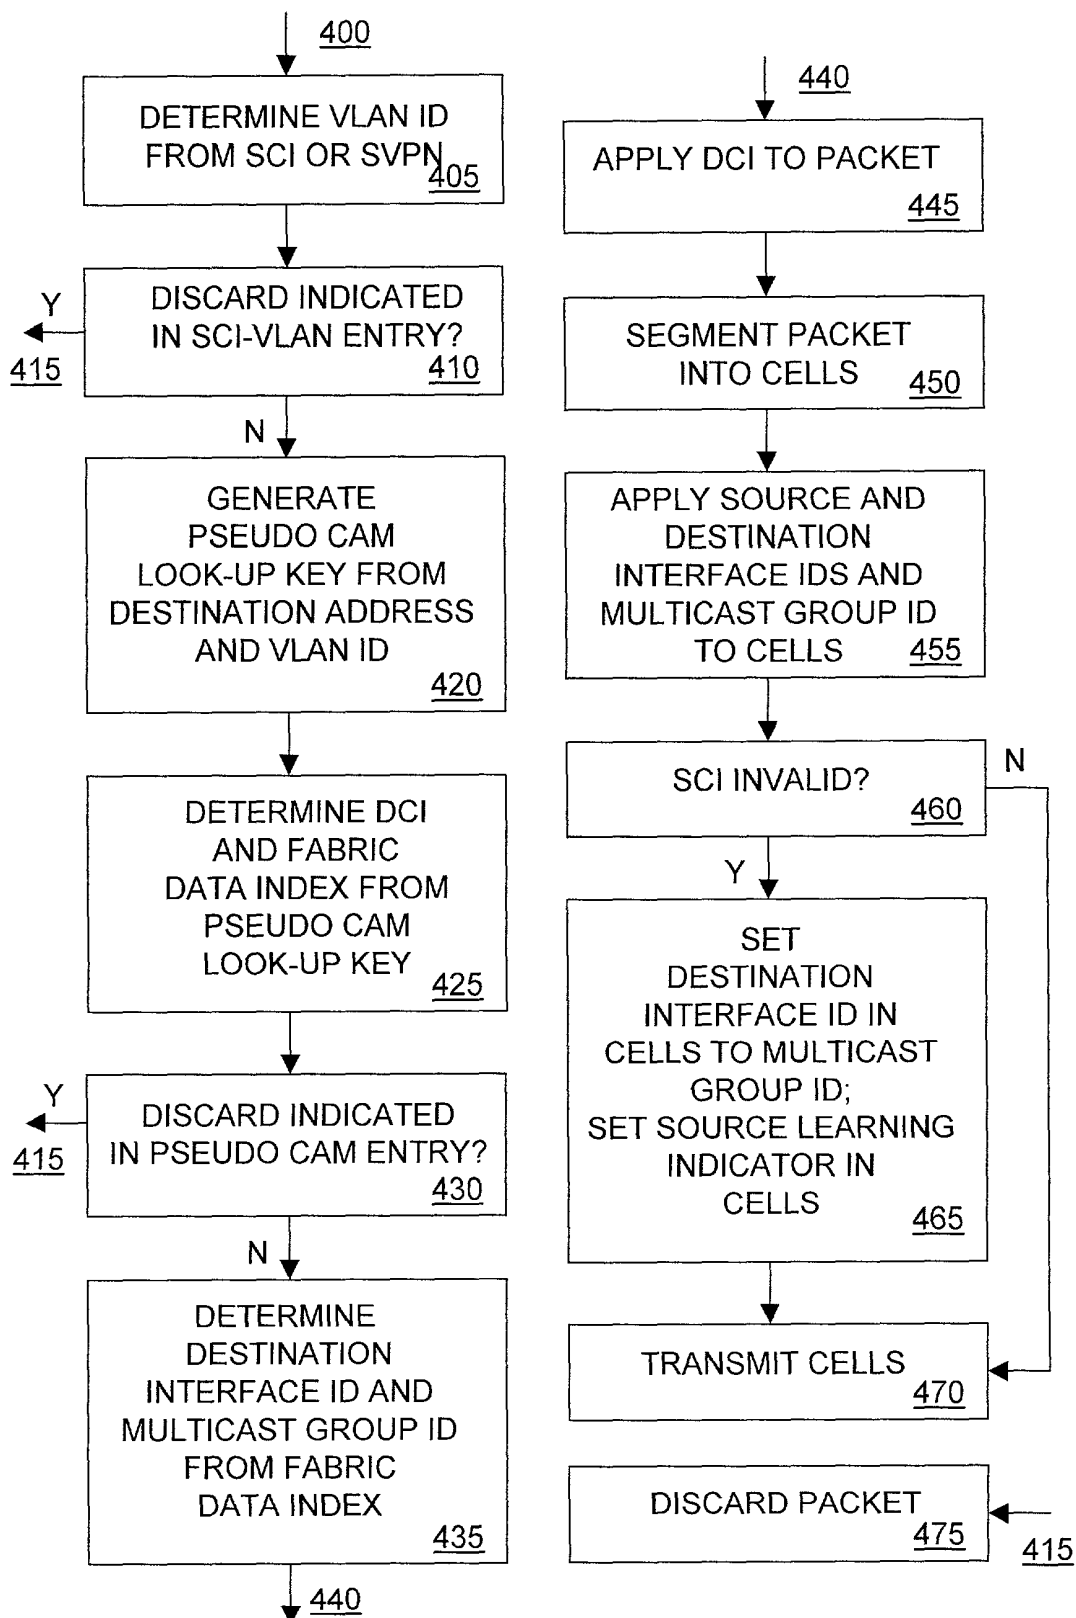 400
DETERMINE VLAN ID
FROM SCI OR SVPN
405
DISCARD INDICATED
IN SCI-VLAN ENTRY?
410
Y
415
N
GENERATE
PSEUDO CAM
LOOK-UP KEY FROM
DESTINATION ADDRESS
AND VLAN ID
420
DETERMINE DCI
AND FABRIC
DATA INDEX FROM
PSEUDO CAM
LOOK-UP KEY
425
Y
415
DISCARD INDICATED
IN PSEUDO CAM ENTRY?
430
N
DETERMINE
DESTINATION
INTERFACE ID AND
MULTICAST GROUP ID
FROM FABRIC
DATA INDEX
435
440
440
APPLY DCI TO PACKET
445
SEGMENT PACKET
INTO CELLS
450
APPLY SOURCE AND
DESTINATION
INTERFACE IDS AND
MULTICAST GROUP ID
TO CELLS
455
SCI INVALID?
460
N
Y
SET
DESTINATION
INTERFACE ID IN
CELLS TO MULTICAST
GROUP ID;
SET SOURCE LEARNING
INDICATOR IN
CELLS
465
TRANSMIT CELLS
470
DISCARD PACKET
475
415